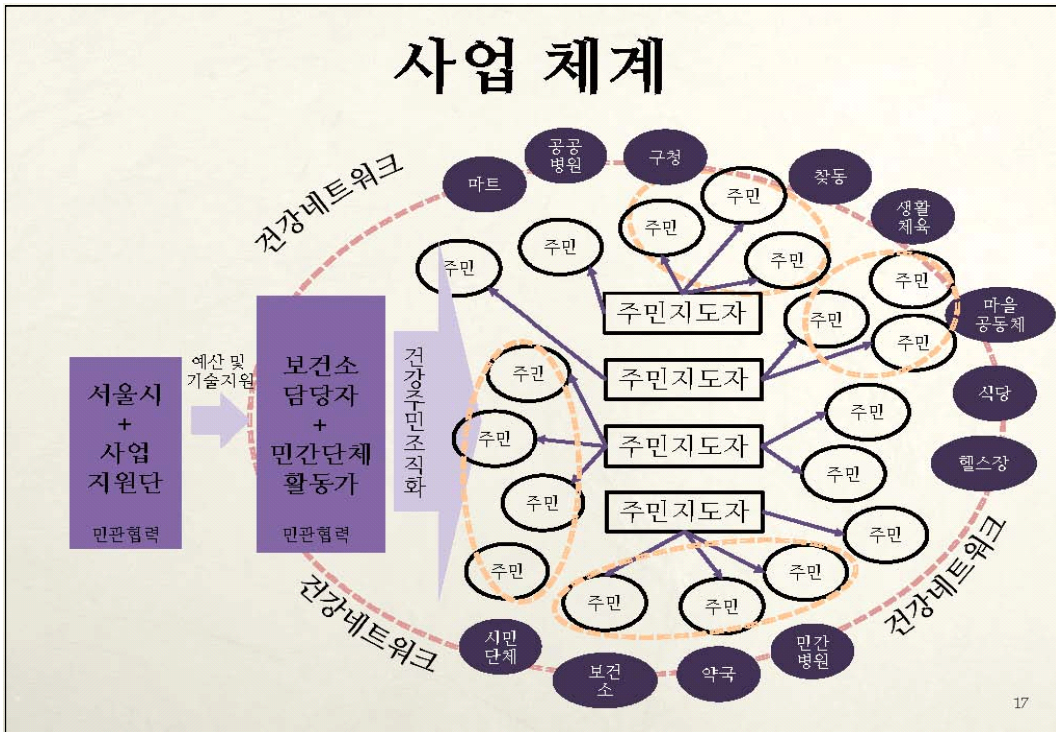 사업 체계
건강네트워크
마트
공공
병원
구청
찾동
생활
체육
마을
공동체
식당
헬스장
건강네트워크
민간
병원
약국
보건
소
시민
단체
건강네트워크
서울시
+
사업
지원단
민관협력
예산 및
기술지원
보건소
담당자
+
민간단체
활동가
민관협력
건강주민조직화
주민
주민
주민
주민
주민
주민지도자
주민
주민
주민
주민지도자
주민
주민
주민
주민지도자
주민
주민
주민지도자
주민
주민
주민
주민
주민
17